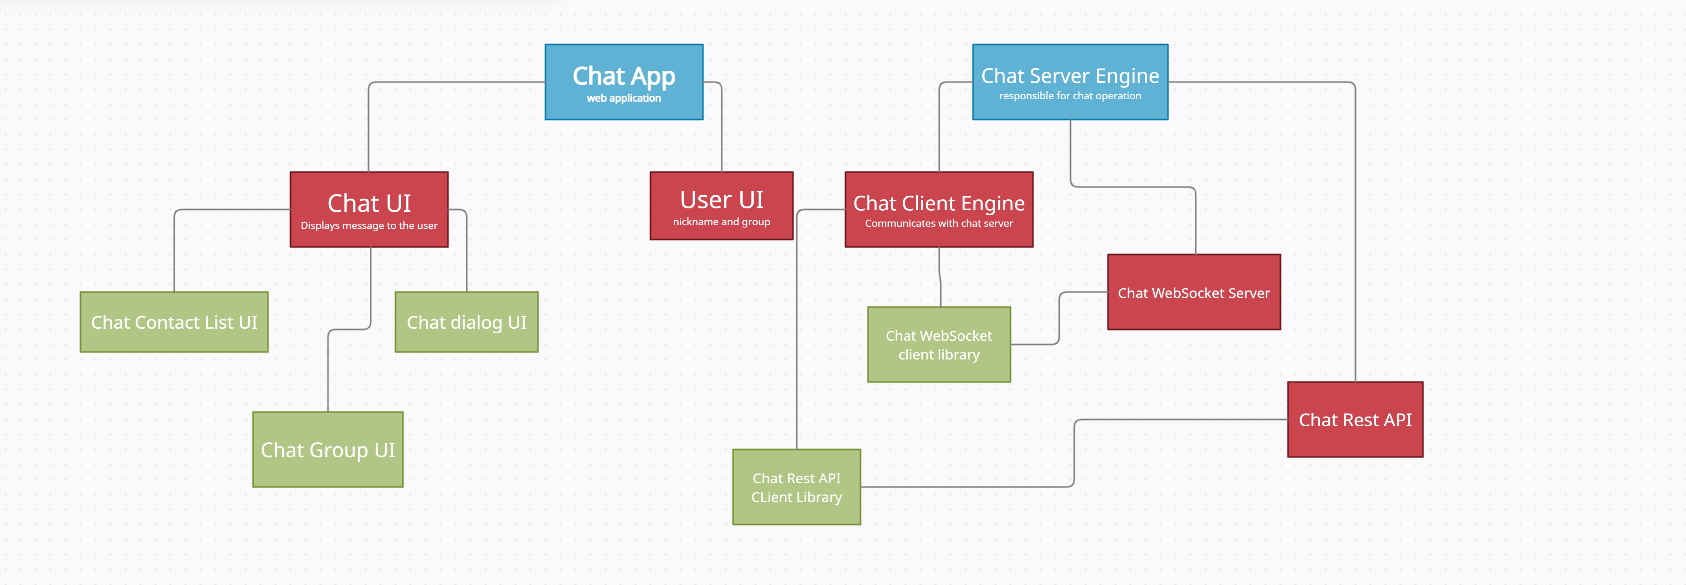 Chat App
web application
Chat Server Engine
responsible for chat operation
Chat UI
Displays message to the user
User UI
nickname and group
Chat Client Engine
Communicates with chat server
Chat WebSocket Server
Chat Contact List UI
Chat dialog UI
Chat WebSocket
client library
Chat Rest API
Chat Group UI
Chat Rest API
CLient Library